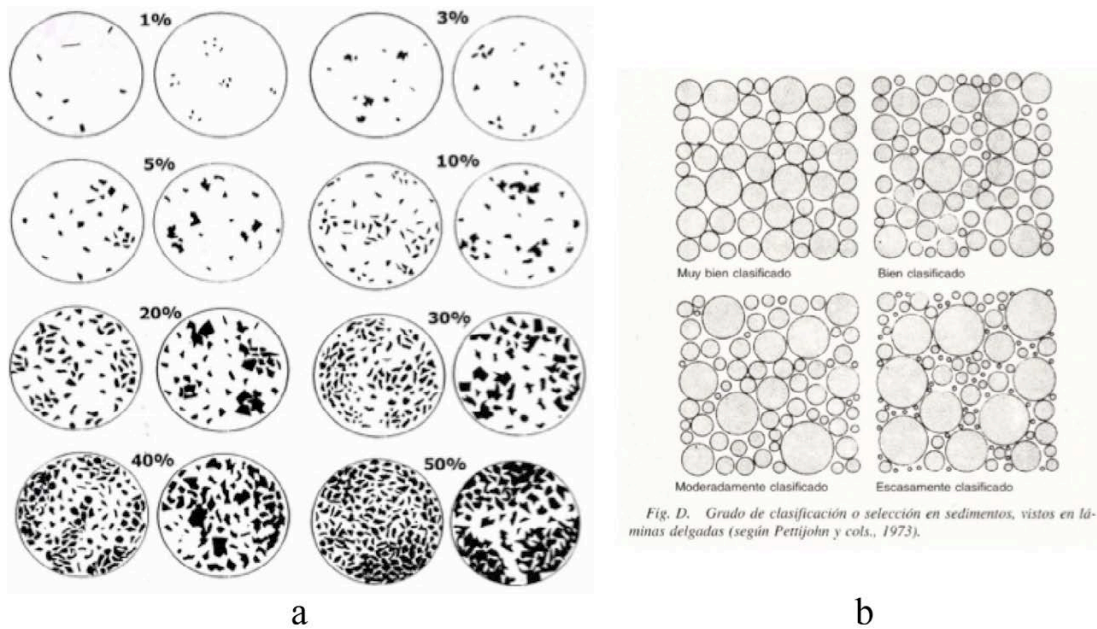 1%
3%
5%
10%
20%
30%
40%
50%
a
Muy bien clasificado
Bien clasificado
Moderadamente clasificado
Escasamente clasificado
Fig. D. Grado de clasificación o selección en sedimentos, vistos en lá-
minas delgadas (según Pettijohn y cols., 1973).
b